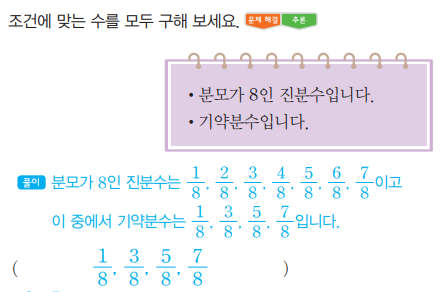 조건에 맞는 수를 모두 구해 보세요. 문제 해결 추론
• 분모가 8인 진분수입니다.
• 기약분수입니다.
풀이 분모가 8인 진분수는 1/8, 2/8, 3/8, 4/8, 5/8, 6/8, 7/8이고
이 중에서 기약분수는 1/8, 3/8, 5/8, 7/8입니다.
( 1/8, 3/8, 5/8, 7/8 )